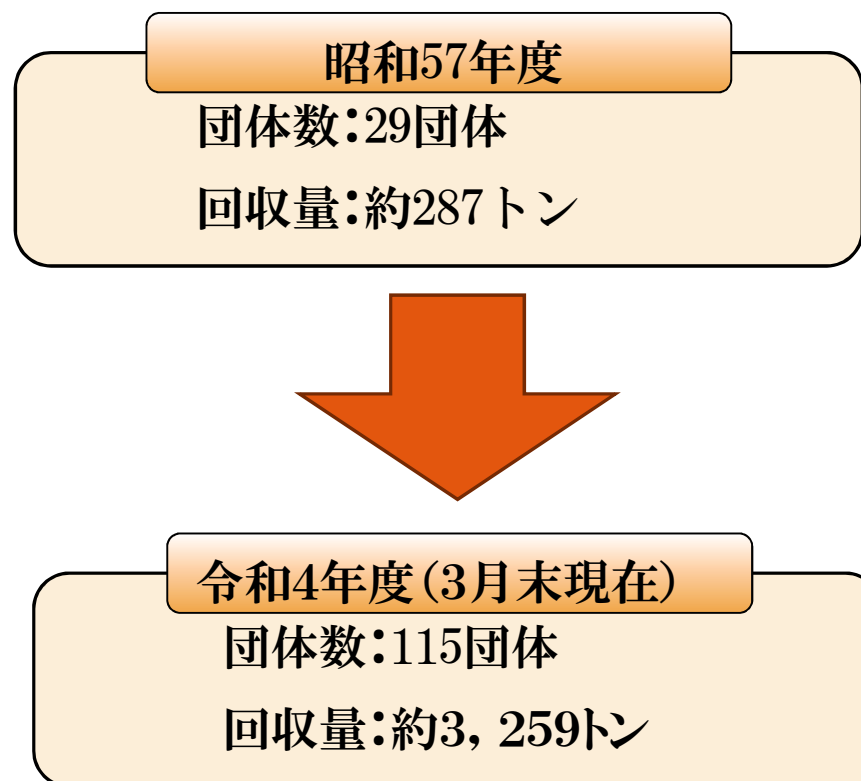 昭和57年度
団体数：29団体
回収量：約287トン
令和4年度（3月末現在）
団体数：115団体
回収量：約3，259トン